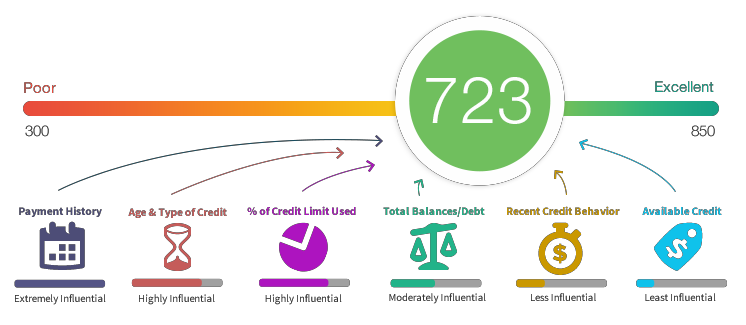 723
Poor
Excellent
300
850
Payment History
Age & Type of Credit
% of Credit Limit Used
Total Balances/Debt
Recent Credit Behavior
Available Credit
$
$
Extremely Influential
Highly Influential
Highly Influential
Moderately Influential
Less Influential
Least Influential